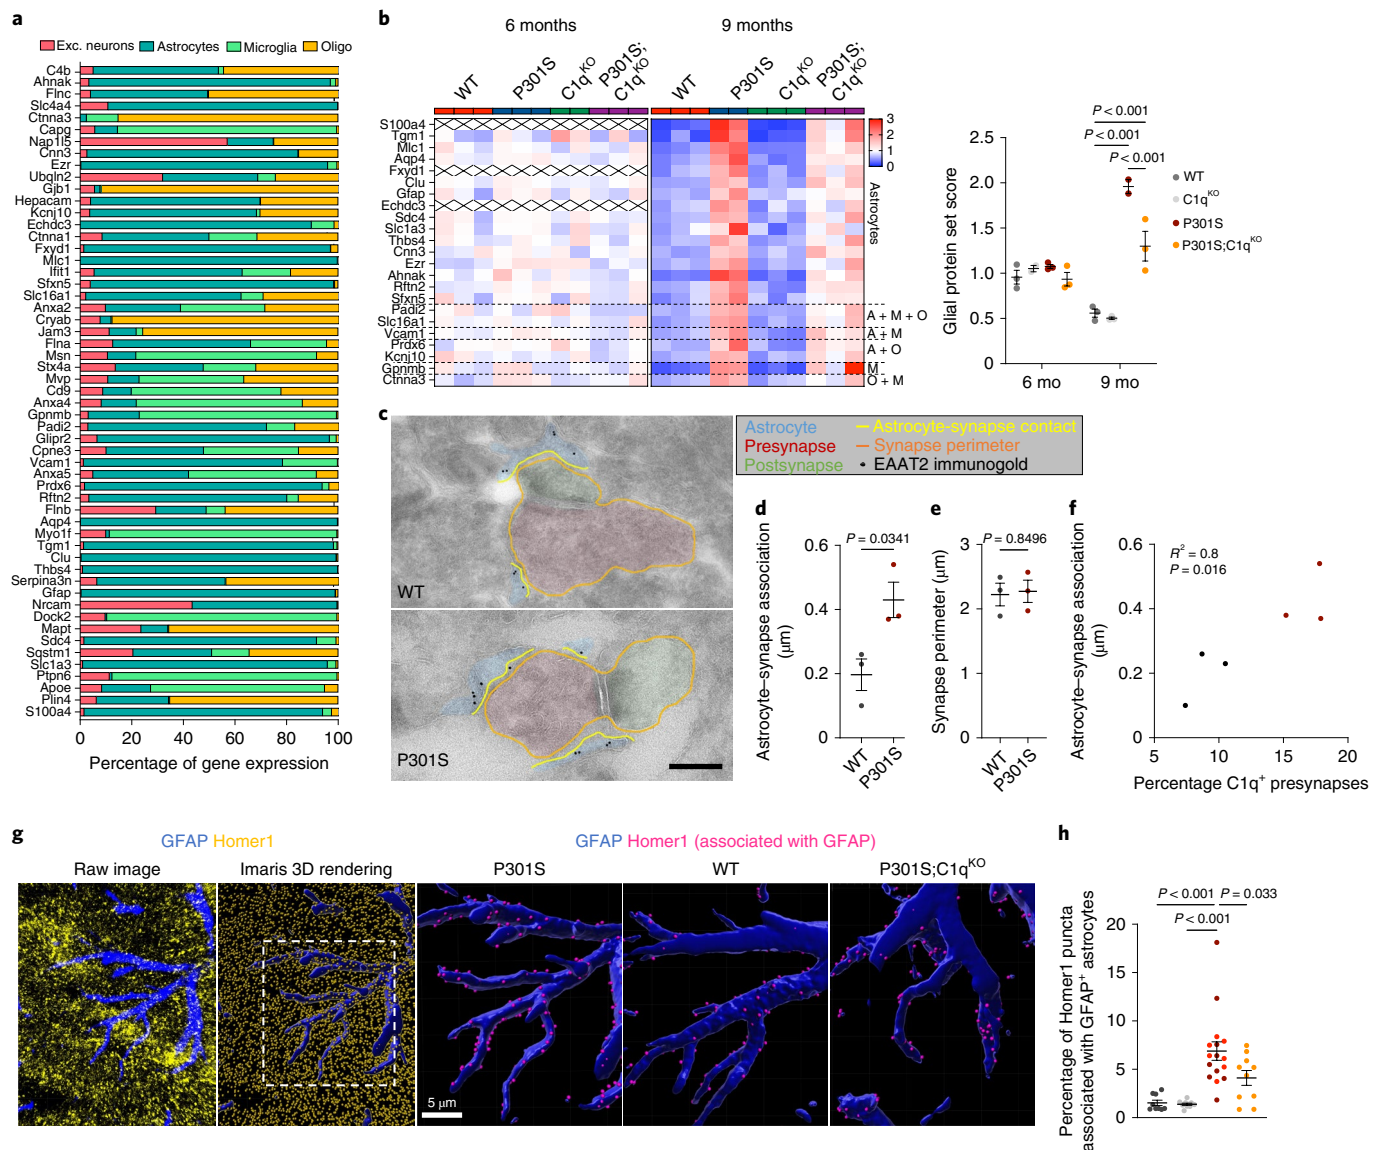 a
Exc. neurons Astrocytes Microglia Oligo
C4b
Ahnak
Flnc
Slc4a4
Ctnna3
Capg
Nap1l5
Cnn3
Ezr
Ubqln2
Gjb1
Hepacam
Kcnj10
Echdc3
Ctnna1
Fxyd1
Mlc1
Ifit1
Sfxn5
Slc16a1
Anxa2
Cryab
Jam3
Flna
Msn
Stx4a
Mvp
Cd9
Anxa4
Gpnmb
Padi2
Glipr2
Cpne3
Vcam1
Anxa5
Prdx6
Rftn2
Flnb
Aqp4
Myo1f
Tgm1
Clu
Thbs4
Serpina3n
Gfap
Nrcam
Dock2
Mapt
Sdc4
Sqstm1
Slc1a3
Ptpn6
Apoe
Plin4
S100a4
0 20 40 60 80 100
Percentage of gene expression
b
6 months 9 months
WT P301S C1q^KO P301S; C1q^KO WT P301S C1q^KO P301S; C1q^KO
S100a4
Tgm1
Mlc1
Aqp4
Fxyd1
Clu
Gfap
Echdc3
Sdc4
Slc1a3
Thbs4
Cnn3
Ezr
Ahnak
Rftn2
Sfxn5
Padi2
Slc16a1
Vcam1
Prdx6
Kcnj10
Gpnmb
Ctnna3
3
2
1
0
Astrocytes
A + M + O
A + M
A + O
M
O + M
P < 0.001
P < 0.001
P < 0.001
Glial protein set score
2.5
2.0
1.5
1.0
0.5
0
6 mo 9 mo
WT
C1q^KO
P301S
P301S;C1q^KO
c
WT
P301S
Astrocyte Astrocyte–synapse contact
Presynapse Synapse perimeter
Postsynapse EAAT2 immunogold
d
P = 0.0341
Astrocyte–synapse association (μm)
0.6
0.4
0.2
0
WT P301S
e
P = 0.8496
Synapse perimeter (μm)
3
2
1
0
WT P301S
f
R² = 0.8
P = 0.016
Astrocyte–synapse association (μm)
0.6
0.4
0.2
0
5 10 15 20
Percentage C1q⁺ presynapses
g
GFAP Homer1 GFAP Homer1 (associated with GFAP)
Raw image Imaris 3D rendering P301S WT P301S;C1q^KO
5 μm
h
P < 0.001 P = 0.033
P < 0.001
Percentage of Homer1 puncta
associated with GFAP⁺ astrocytes
20
15
10
5
0